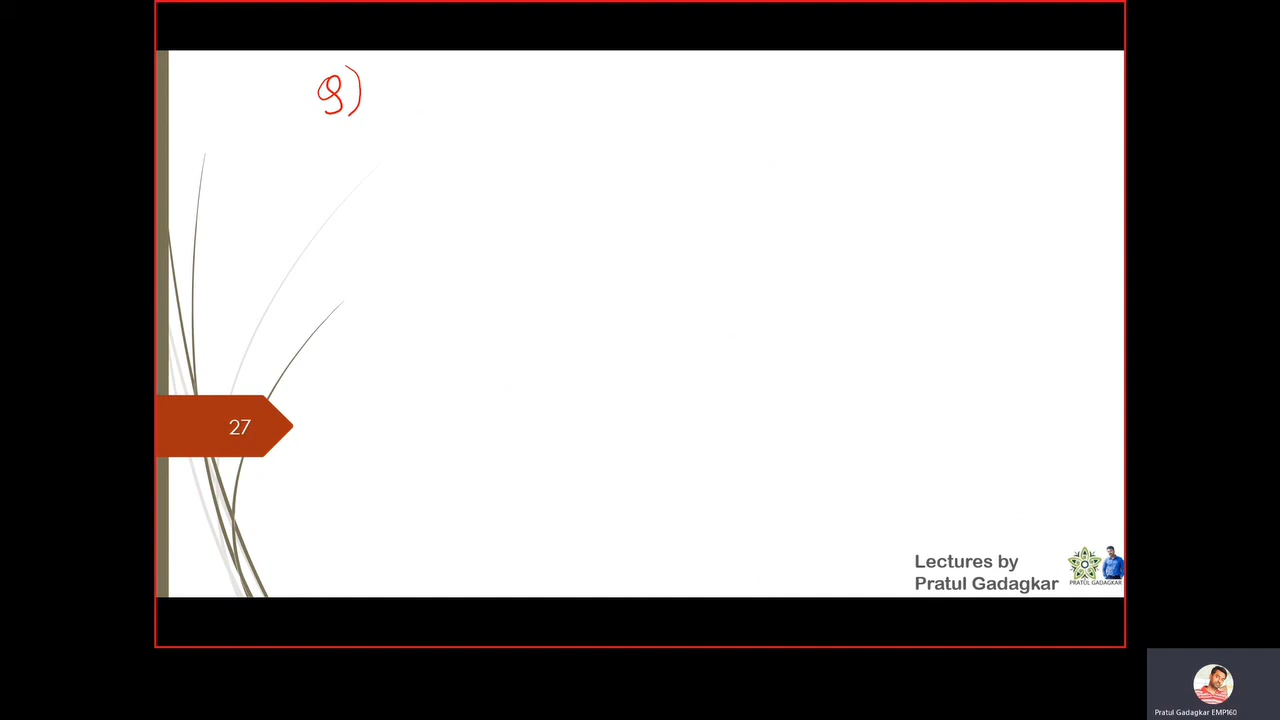 9)
27
Lectures by
Pratul Gadagkar
PRATUL GADAGKAR
Pratul Gadagkar EMP160